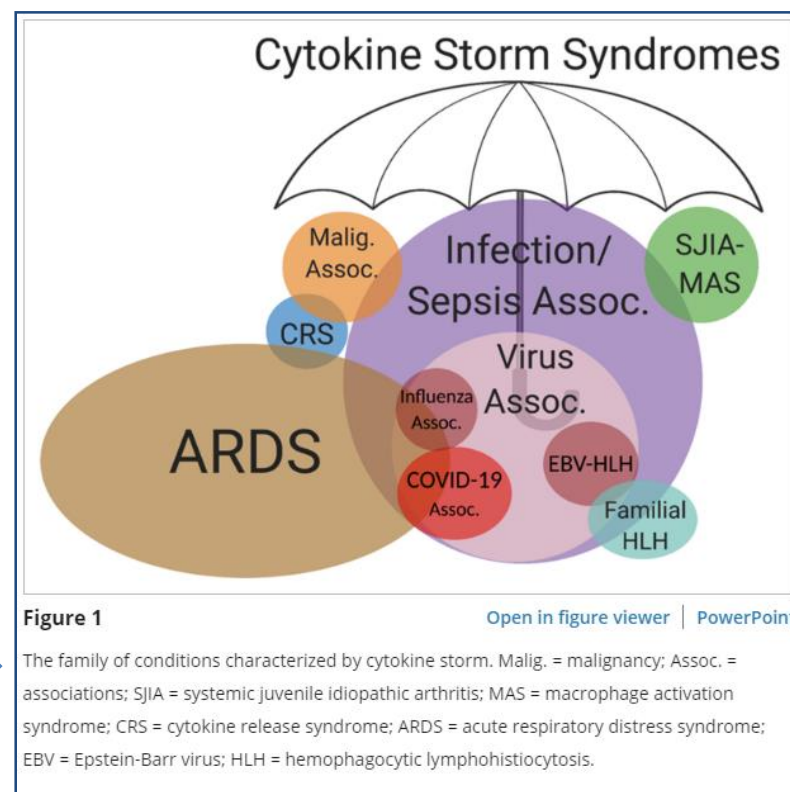 Cytokine Storm Syndromes
Malig.
Assoc.
Infection/
Sepsis Assoc.
SJIA-
MAS
CRS
Virus
Assoc.
Influenza
Assoc.
ARDS
EBV-HLH
COVID-19
Assoc.
Familial
HLH
Figure 1
Open in figure viewer | PowerPoint
The family of conditions characterized by cytokine storm. Malig. = malignancy; Assoc. =
associations; SJIA = systemic juvenile idiopathic arthritis; MAS = macrophage activation
syndrome; CRS = cytokine release syndrome; ARDS = acute respiratory distress syndrome;
EBV = Epstein-Barr virus; HLH = hemophagocytic lymphohistiocytosis.